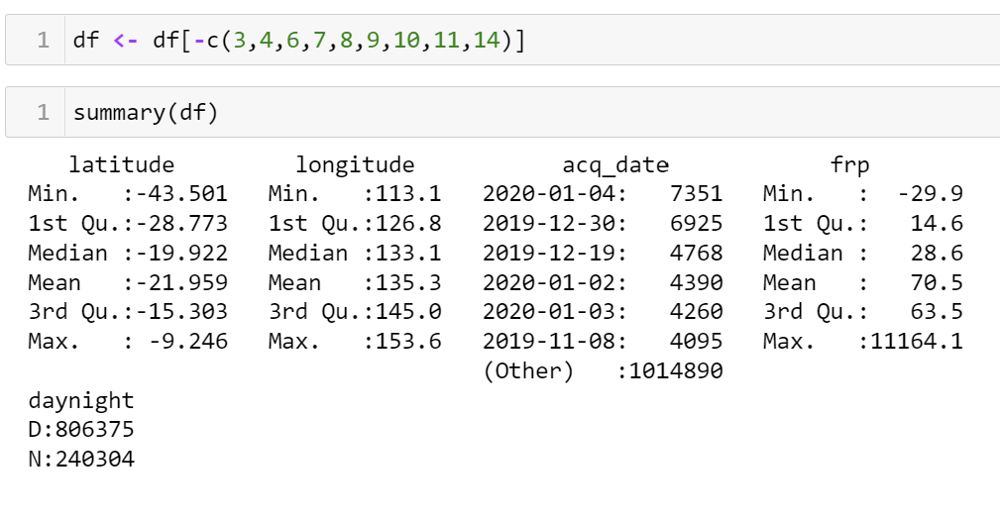 1 df <- df[-c(3,4,6,7,8,9,10,11,14)]
1 summary(df)
latitude longitude acq_date frp
Min. :-43.501 Min. :113.1 2020-01-04: 7351 Min. : -29.9
1st Qu.:-28.773 1st Qu.:126.8 2019-12-30: 6925 1st Qu.: 14.6
Median :-19.922 Median :133.1 2019-12-19: 4768 Median : 28.6
Mean :-21.959 Mean :135.3 2020-01-02: 4390 Mean : 70.5
3rd Qu.:-15.303 3rd Qu.:145.0 2020-01-03: 4260 3rd Qu.: 63.5
Max. : -9.246 Max. :153.6 2019-11-08: 4095 Max. :11164.1
(Other) :1014890
daynight
D:806375
N:240304